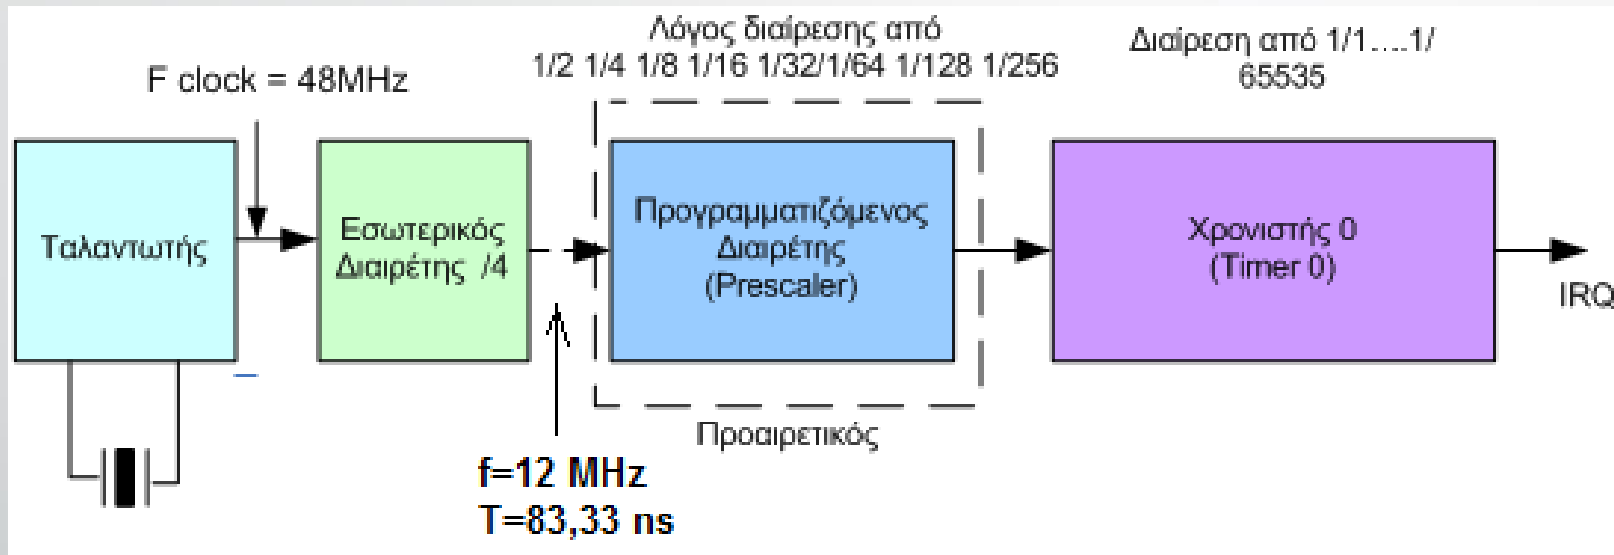 Λόγος διαίρεσης από
1/2 1/4 1/8 1/16 1/32/1/64 1/128 1/256
Διαίρεση από 1/1....1/
65535
F clock = 48MHz
Ταλαντωτής
Εσωτερικός
Διαιρέτης /4
Προγραμματιζόμενος
Διαιρέτης
(Prescaler)
Χρονιστής 0
(Timer 0)
IRQ
Προαιρετικός
f=12 MHz
T=83,33 ns